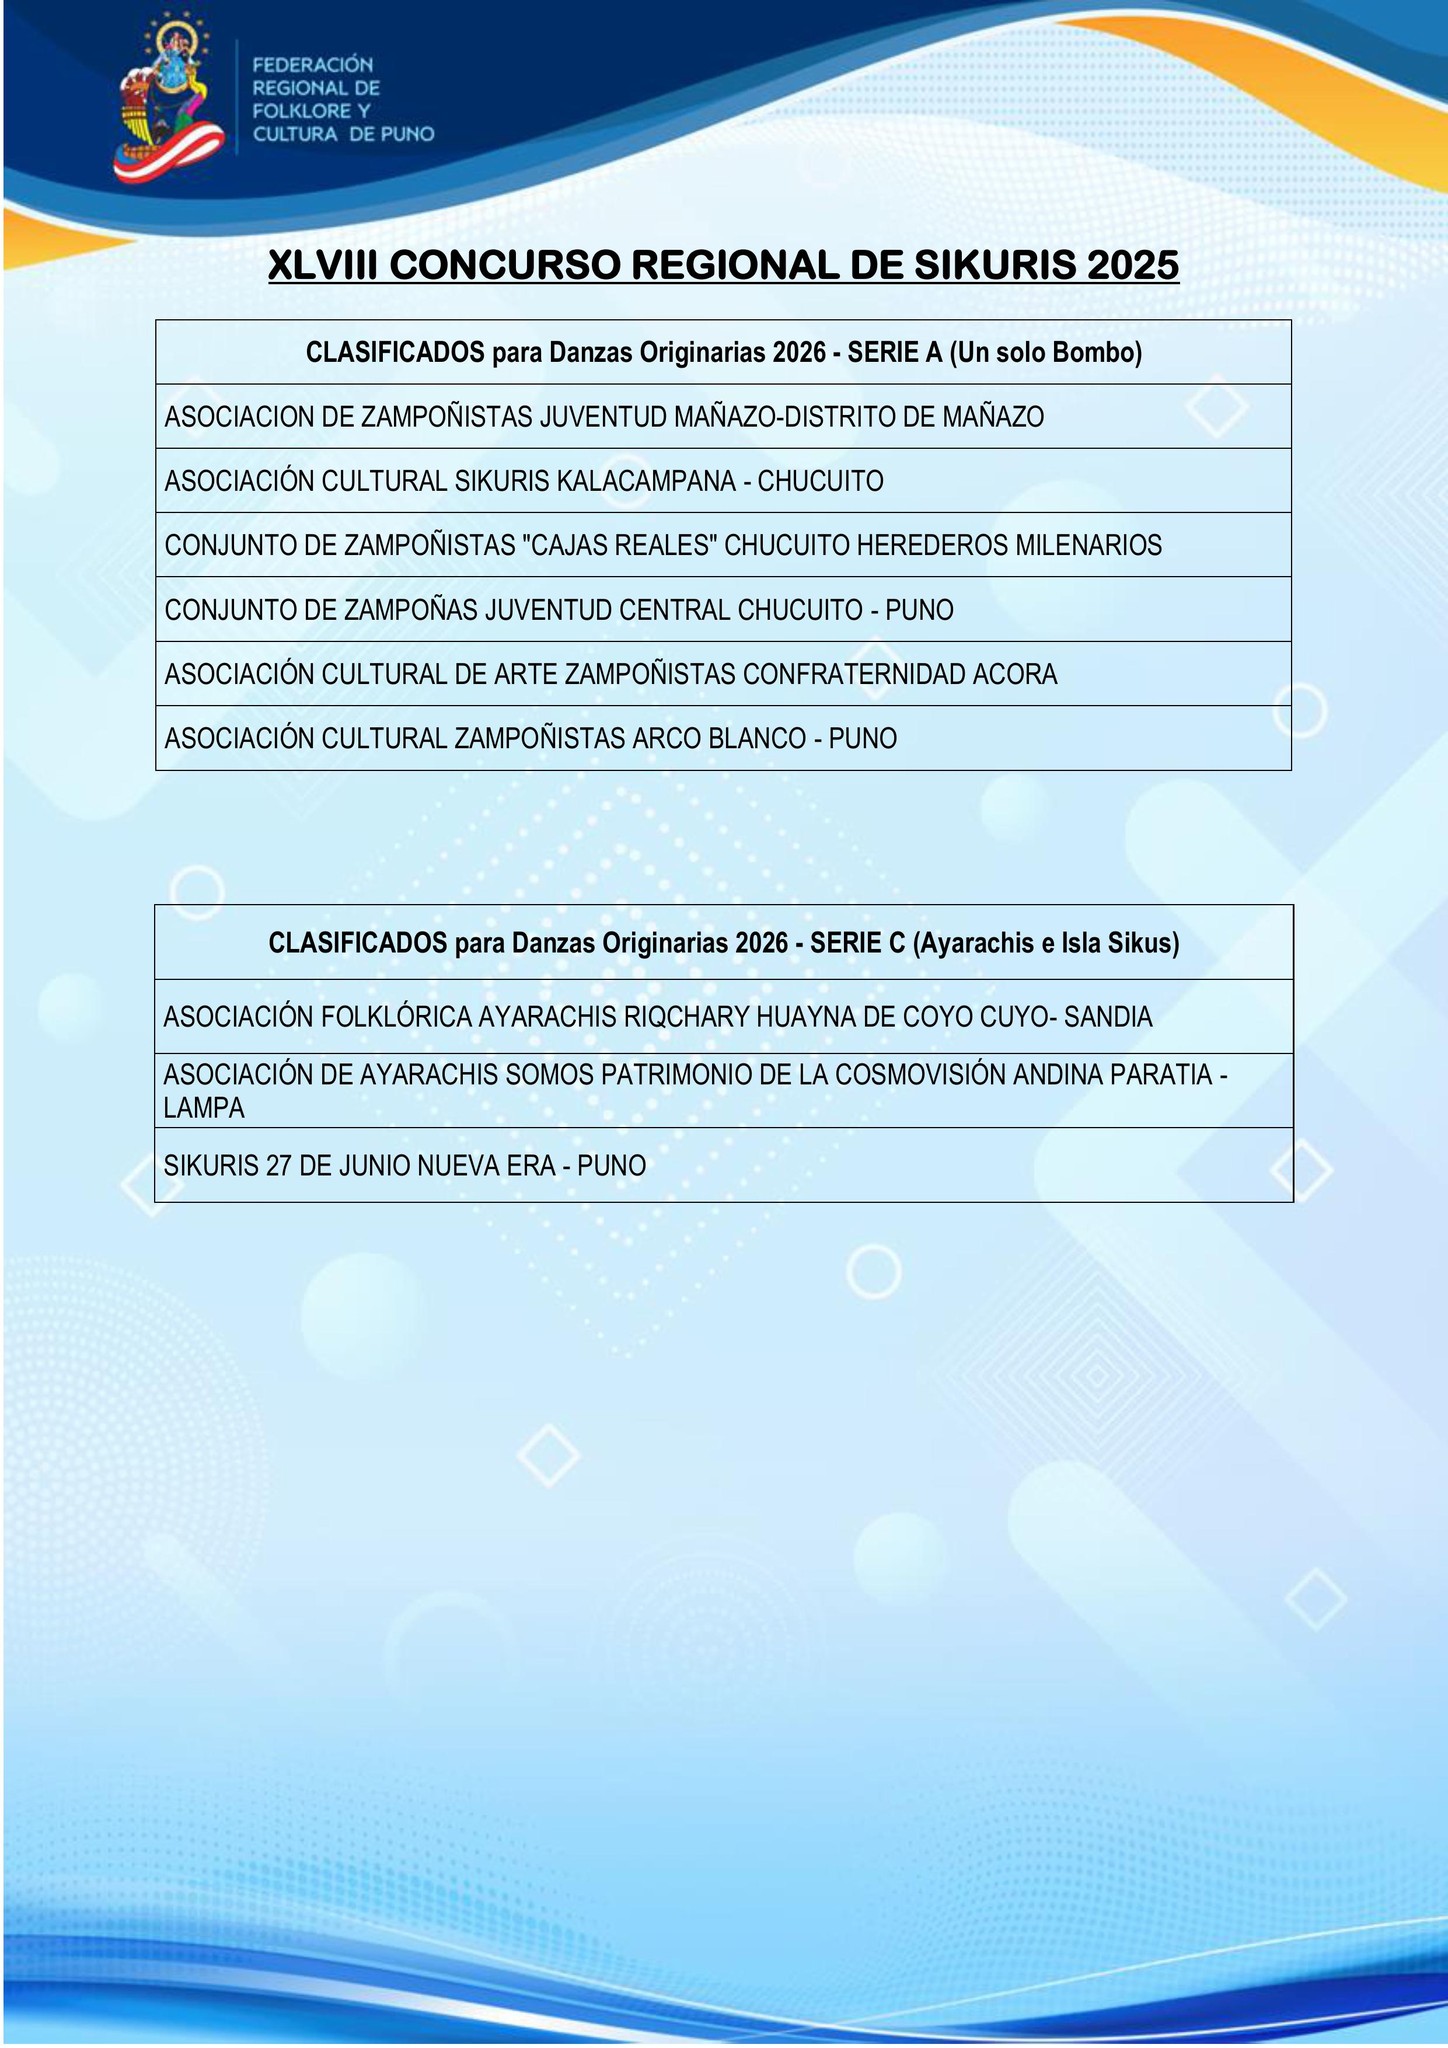 FEDERACIÓN
REGIONAL DE
FOLKLORE Y
CULTURA DE PUNO
XLVIII CONCURSO REGIONAL DE SIKURIS 2025
CLASIFICADOS para Danzas Originarias 2026 - SERIE A (Un solo Bombo)
ASOCIACION DE ZAMPOÑISTAS JUVENTUD MAÑAZO-DISTRITO DE MAÑAZO
ASOCIACIÓN CULTURAL SIKURIS KALACAMPANA - CHUCUITO
CONJUNTO DE ZAMPOÑISTAS "CAJAS REALES" CHUCUITO HEREDEROS MILENARIOS
CONJUNTO DE ZAMPOÑAS JUVENTUD CENTRAL CHUCUITO - PUNO
ASOCIACIÓN CULTURAL DE ARTE ZAMPOÑISTAS CONFRATERNIDAD ACORA
ASOCIACIÓN CULTURAL ZAMPOÑISTAS ARCO BLANCO - PUNO
CLASIFICADOS para Danzas Originarias 2026 - SERIE C (Ayarachis e Isla Sikus)
ASOCIACIÓN FOLKLÓRICA AYARACHIS RIQCHARY HUAYNA DE COYO CUYO- SANDIA
ASOCIACIÓN DE AYARACHIS SOMOS PATRIMONIO DE LA COSMOVISIÓN ANDINA PARATIA -
LAMPA
SIKURIS 27 DE JUNIO NUEVA ERA - PUNO